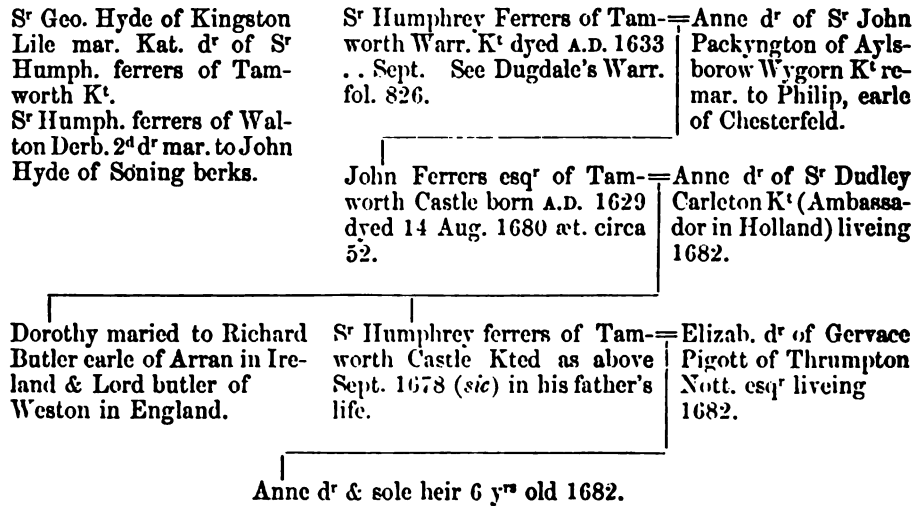 Sʳ Geo. Hyde of Kingston
Lile mar. Kat. dʳ of Sʳ
Humph. ferrers of Tam-
worth Kᵗ.
Sʳ Humph. ferrers of Wal-
ton Derb. 2ᵈ dʳ mar. to John
Hyde of Soning berks.
Sʳ Humphrey Ferrers of Tam-
worth Warr. Kᵗ dyed A.D. 1633
. . Sept. See Dugdale's Warr.
fol. 826.
=Anne dʳ of Sʳ John
Packyngton of Ayls-
borow Wygorn Kᵗ re-
mar. to Philip, earle
of Chesterfeld.
John Ferrers esqʳ of Tam-
worth Castle born A.D. 1629
dyed 14 Aug. 1680 æt. circa
52.
=Anne dʳ of Sʳ Dudley
Carleton Kᵗ (Ambassa-
dor in Holland) liveing
1682.
Dorothy maried to Richard
Butler earle of Arran in Ire-
land & Lord butler of
Weston in England.
Sʳ Humphrey ferrers of Tam-
worth Castle Kted as above
Sept. 1678 (sic) in his father's
life.
=Elizab. dʳ of Gervace
Pigott of Thrumpton
Nott. esqʳ liveing
1682.
Anne dʳ & sole heir 6 yʳˢ old 1682.